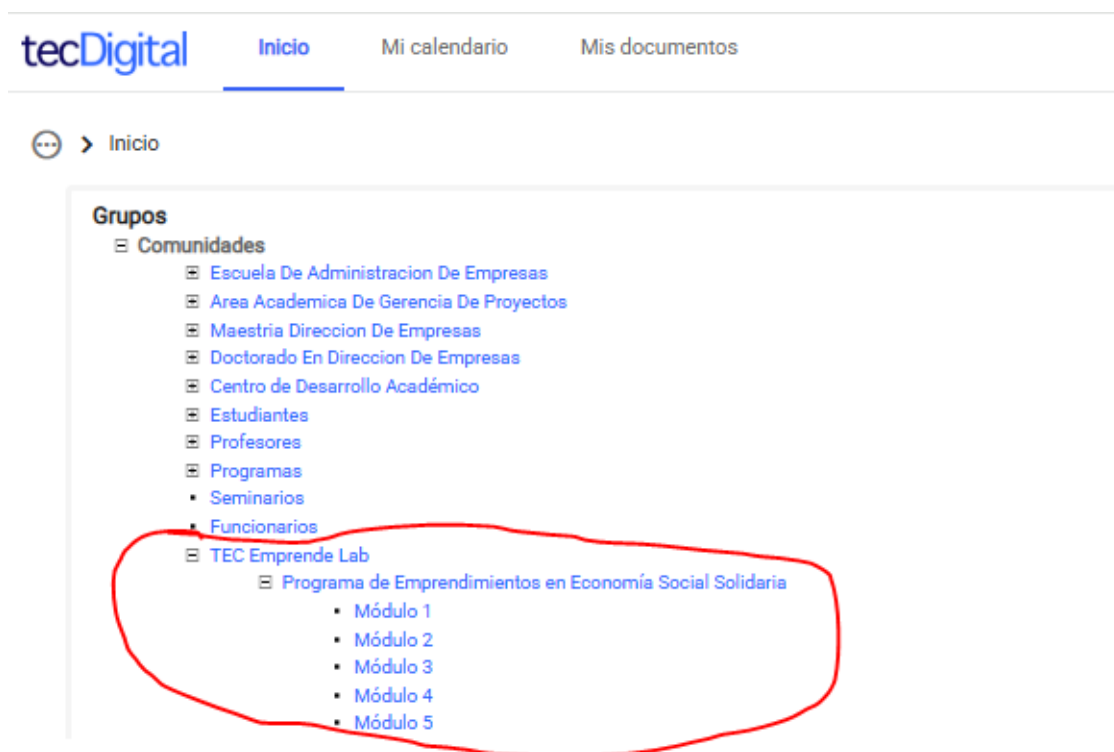 tecDigital Inicio Mi calendario Mis documentos
Inicio
Grupos
Comunidades
Escuela De Administracion De Empresas
Area Academica De Gerencia De Proyectos
Maestria Direccion De Empresas
Doctorado En Direccion De Empresas
Centro de Desarrollo Académico
Estudiantes
Profesores
Programas
Seminarios
Funcionarios
TEC Emprende Lab
Programa de Emprendimientos en Economía Social Solidaria
Módulo 1
Módulo 2
Módulo 3
Módulo 4
Módulo 5